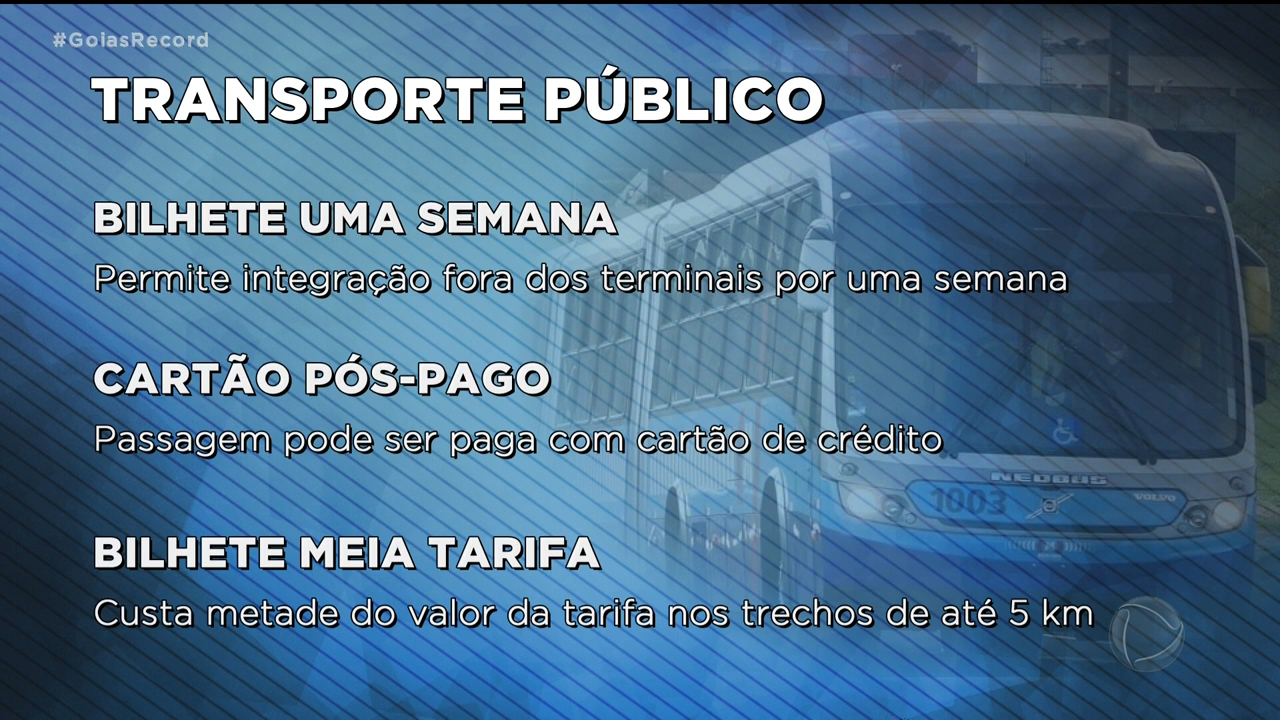 #GoiasRecord
TRANSPORTE PÚBLICO
BILHETE UMA SEMANA
Permite integração fora dos terminais por uma semana
CARTÃO PÓS-PAGO
Passagem pode ser paga com cartão de crédito
NEOBUS
1003
VOLVO
BILHETE MEIA TARIFA
Custa metade do valor da tarifa nos trechos de até 5 km